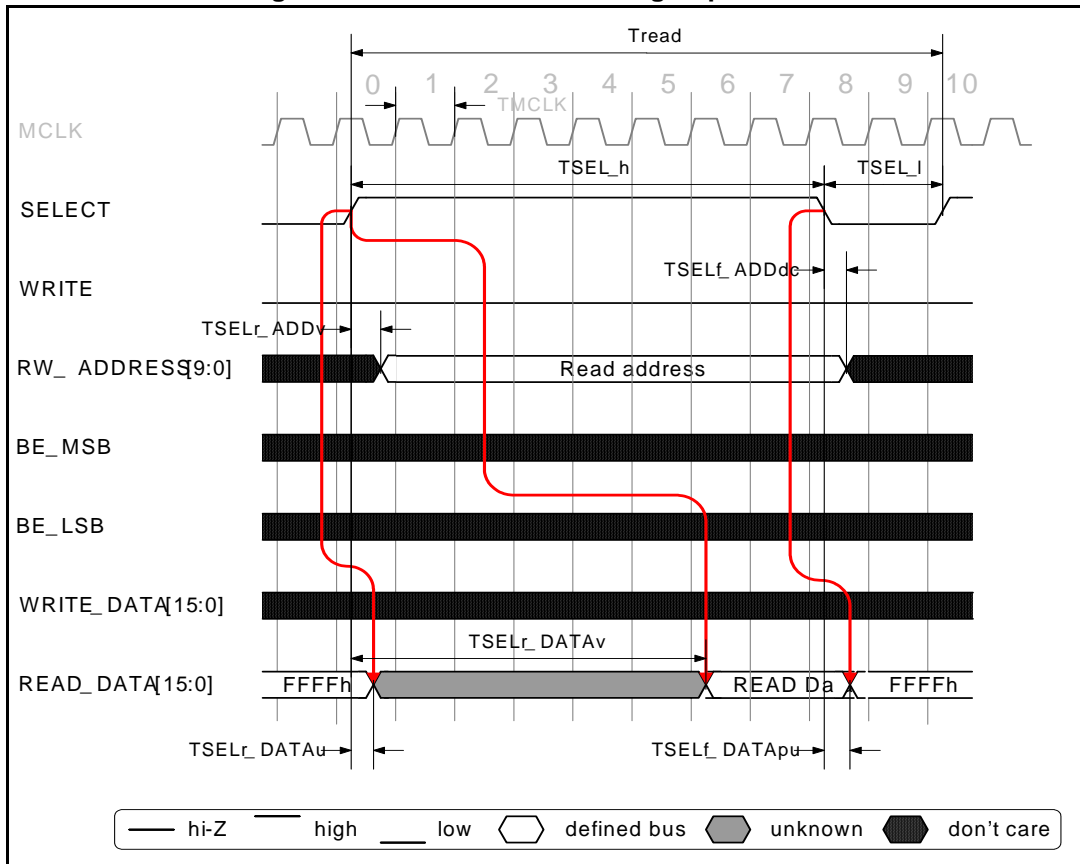 Tread
0 1 2 3 4 5 6 7 8 9 10
TMCLK
MCLK
TSEL_h TSEL_l
SELECT
TSELf_ADDdc
WRITE
TSELr_ADDv
RW_ ADDRESS[9:0] Read address
BE_MSB
BE_LSB
WRITE_DATA[15:0]
TSELr_DATAv
READ_DATA[15:0] FFFFh READ Da FFFFh
TSELr_DATAu TSELf_DATApu
hi-Z high low defined bus unknown don't care